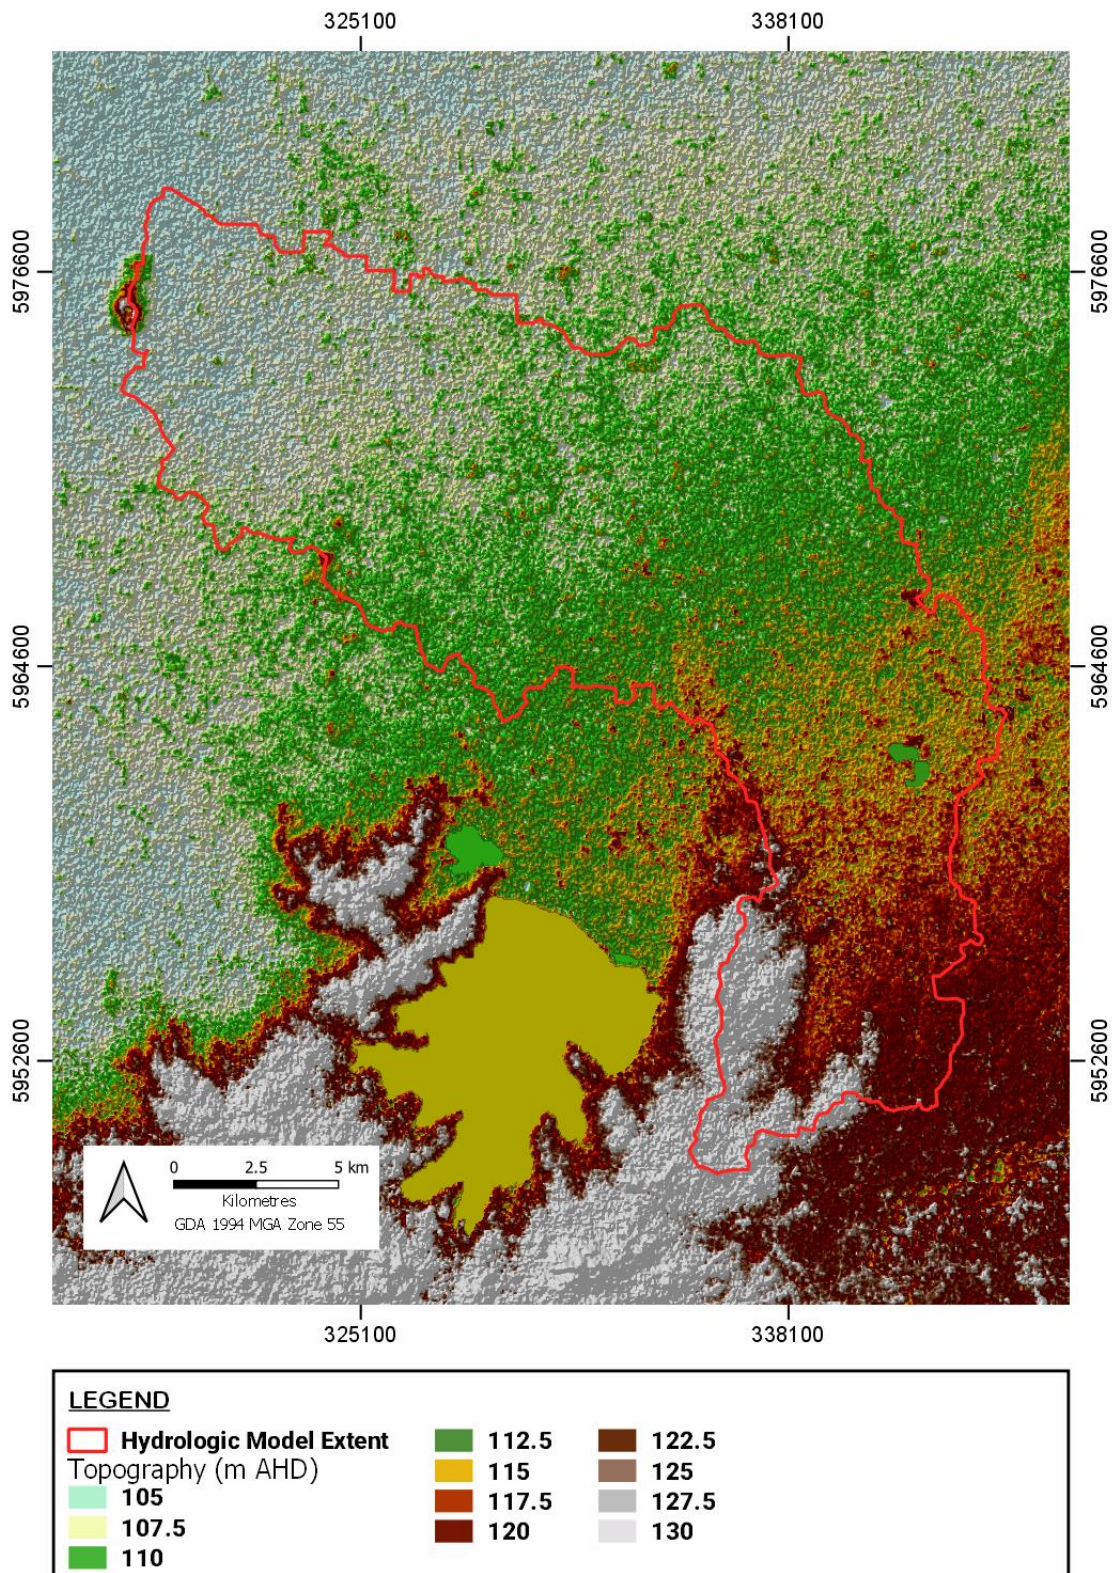 325100 338100
5976600 5976600
5964600 5964600
5952600 5952600
0 2.5 5 km
Kilometres
GDA 1994 MGA Zone 55
325100 338100
LEGEND
Hydrologic Model Extent
Topography (m AHD)
105
107.5
110
112.5
115
117.5
120
122.5
125
127.5
130